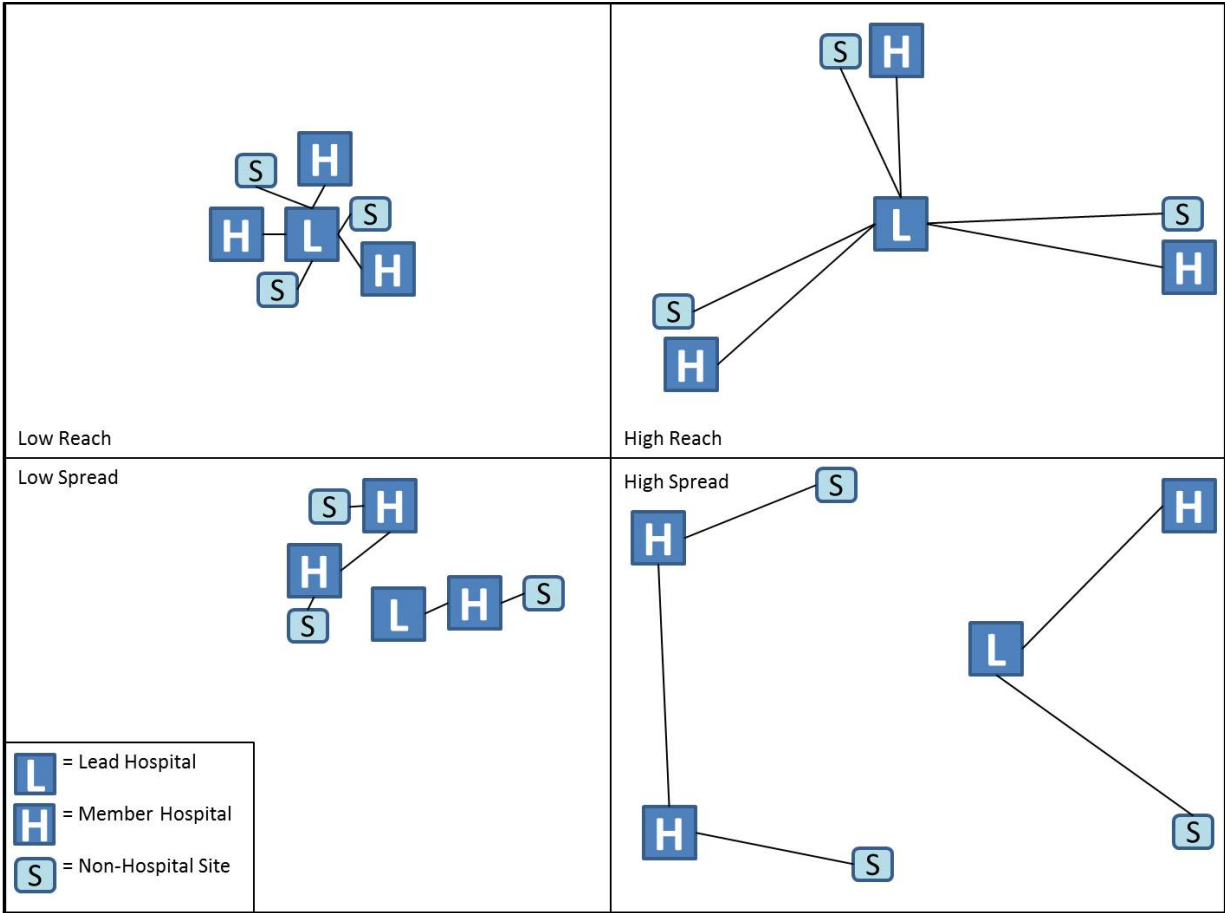 H
S
S
H
L
H
S
Low Reach
S
H
S
L
H
S
H
High Reach
Low Spread
S
H
H
S
H
L
S
L = Lead Hospital
H = Member Hospital
S = Non-Hospital Site
High Spread
S
H
H
L
H
S
S